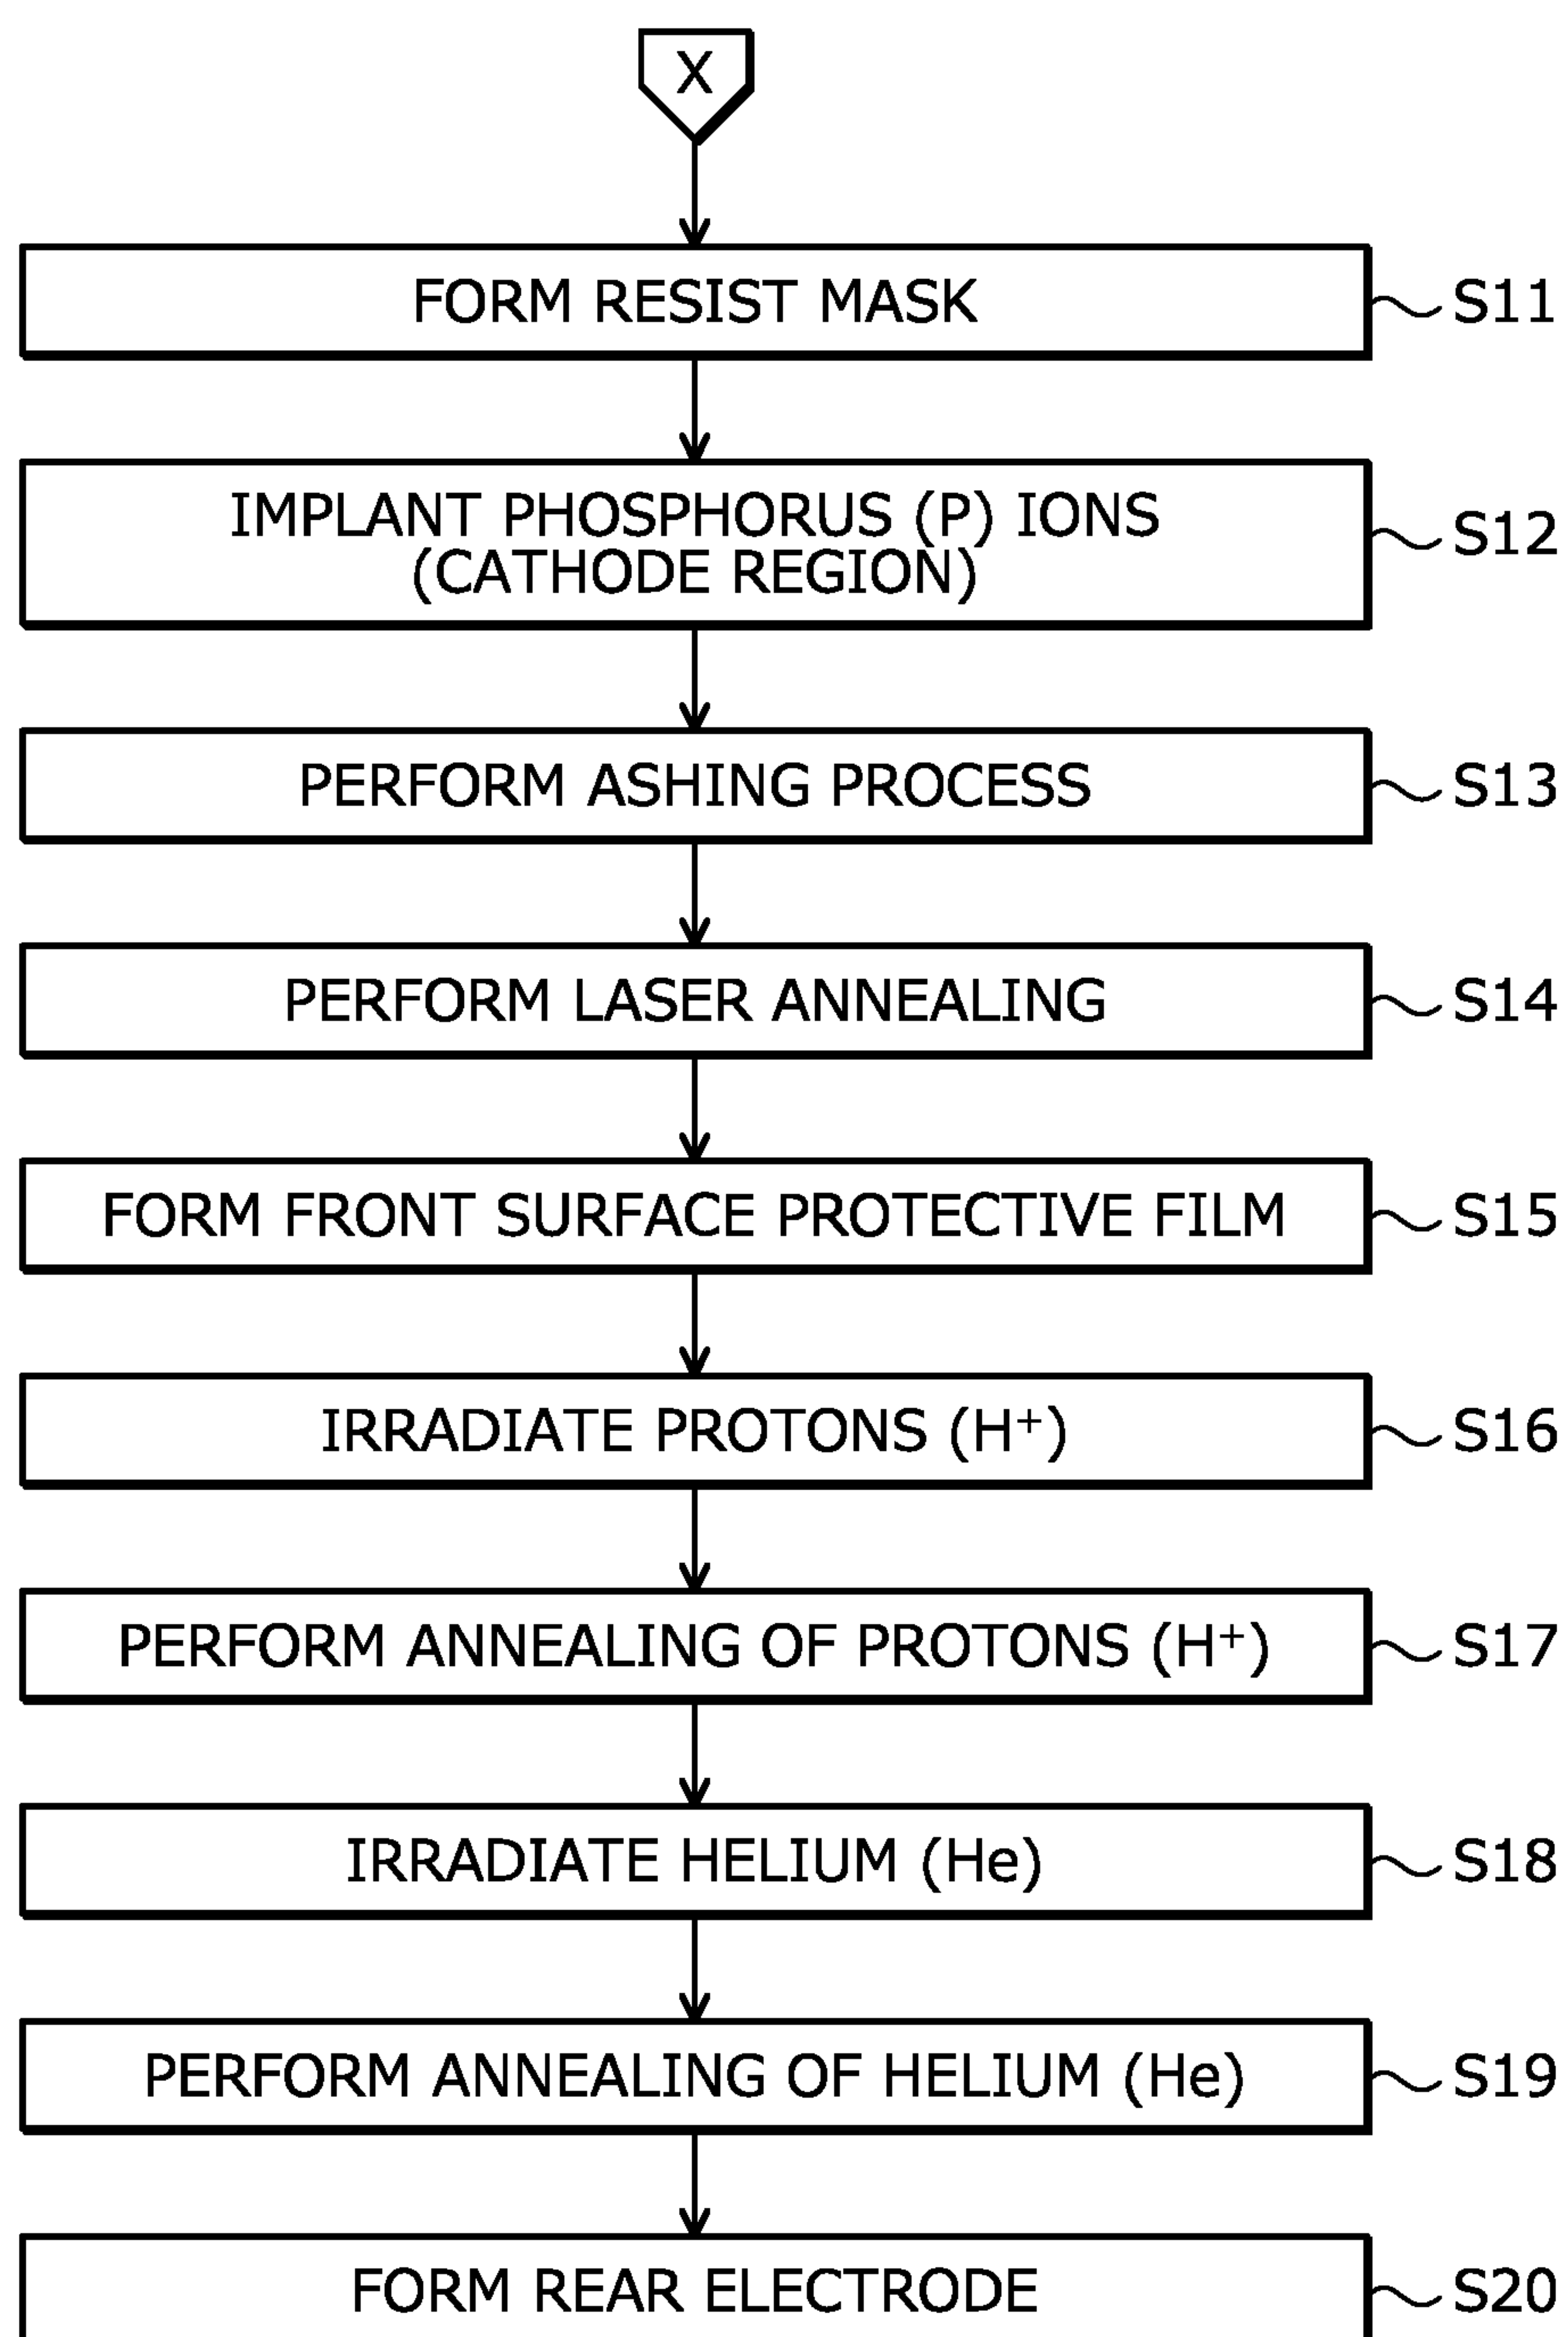 X
FORM RESIST MASK
S11
IMPLANT PHOSPHORUS (P) IONS
(CATHODE REGION)
S12
PERFORM ASHING PROCESS
S13
PERFORM LASER ANNEALING
S14
FORM FRONT SURFACE PROTECTIVE FILM
S15
IRRADIATE PROTONS (H⁺)
S16
PERFORM ANNEALING OF PROTONS (H⁺)
S17
IRRADIATE HELIUM (He)
S18
PERFORM ANNEALING OF HELIUM (He)
S19
FORM REAR ELECTRODE
S20